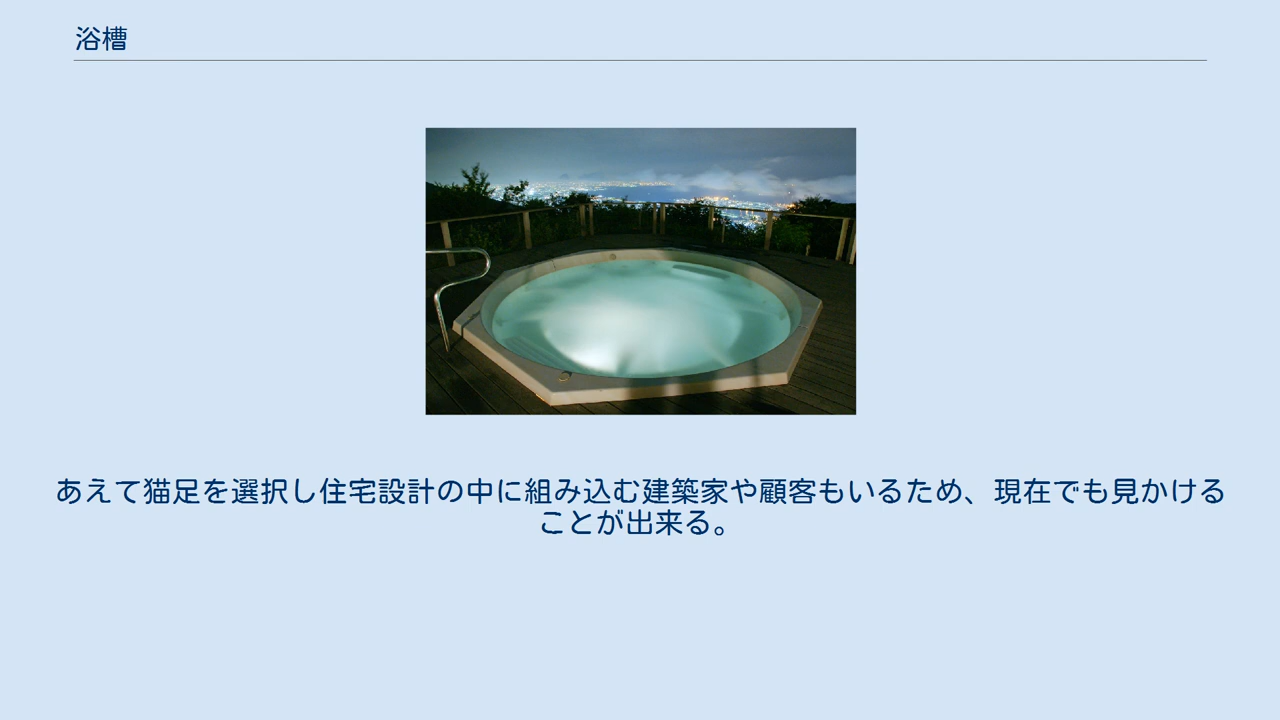 浴槽
あえて猫足を選択し住宅設計の中に組み込む建築家や顧客もいるため、現在でも見かける
ことが出来る。